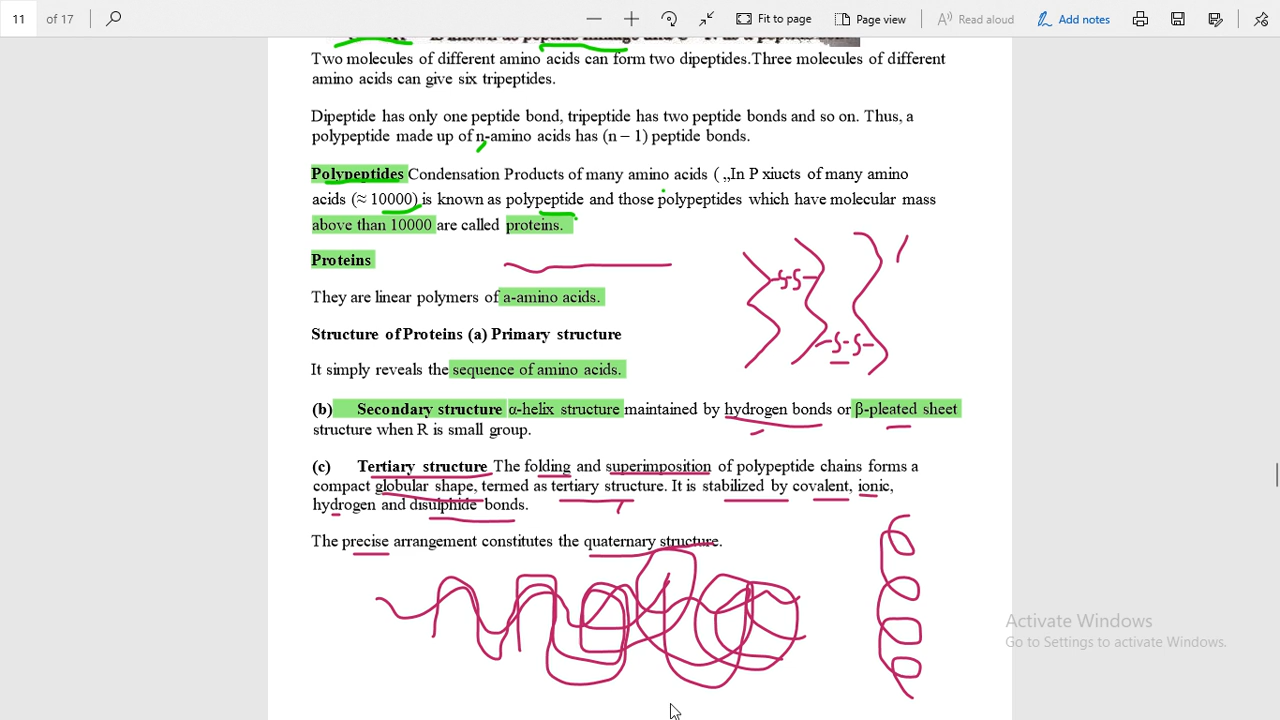 11 of 17
Fit to page
Page view
Read aloud
Add notes
is known as peptide linkage and
Two molecules of different amino acids can form two dipeptides.Three molecules of different
amino acids can give six tripeptides.
Dipeptide has only one peptide bond, tripeptide has two peptide bonds and so on. Thus, a
polypeptide made up of n-amino acids has (n – 1) peptide bonds.
Polypeptides Condensation Products of many amino acids ( „In P xiucts of many amino
acids (≈ 10000) is known as polypeptide and those polypeptides which have molecular mass
above than 10000 are called proteins.
Proteins
They are linear polymers of a-amino acids.
-S-S-
Structure of Proteins (a) Primary structure
-S-S-
It simply reveals the sequence of amino acids.
(b) Secondary structure α-helix structure maintained by hydrogen bonds or β-pleated sheet
structure when R is small group.
(c) Tertiary structure The folding and superimposition of polypeptide chains forms a
compact globular shape, termed as tertiary structure. It is stabilized by covalent, ionic,
hydrogen and disulphide bonds.
The precise arrangement constitutes the quaternary structure.
Activate Windows
Go to Settings to activate Windows.